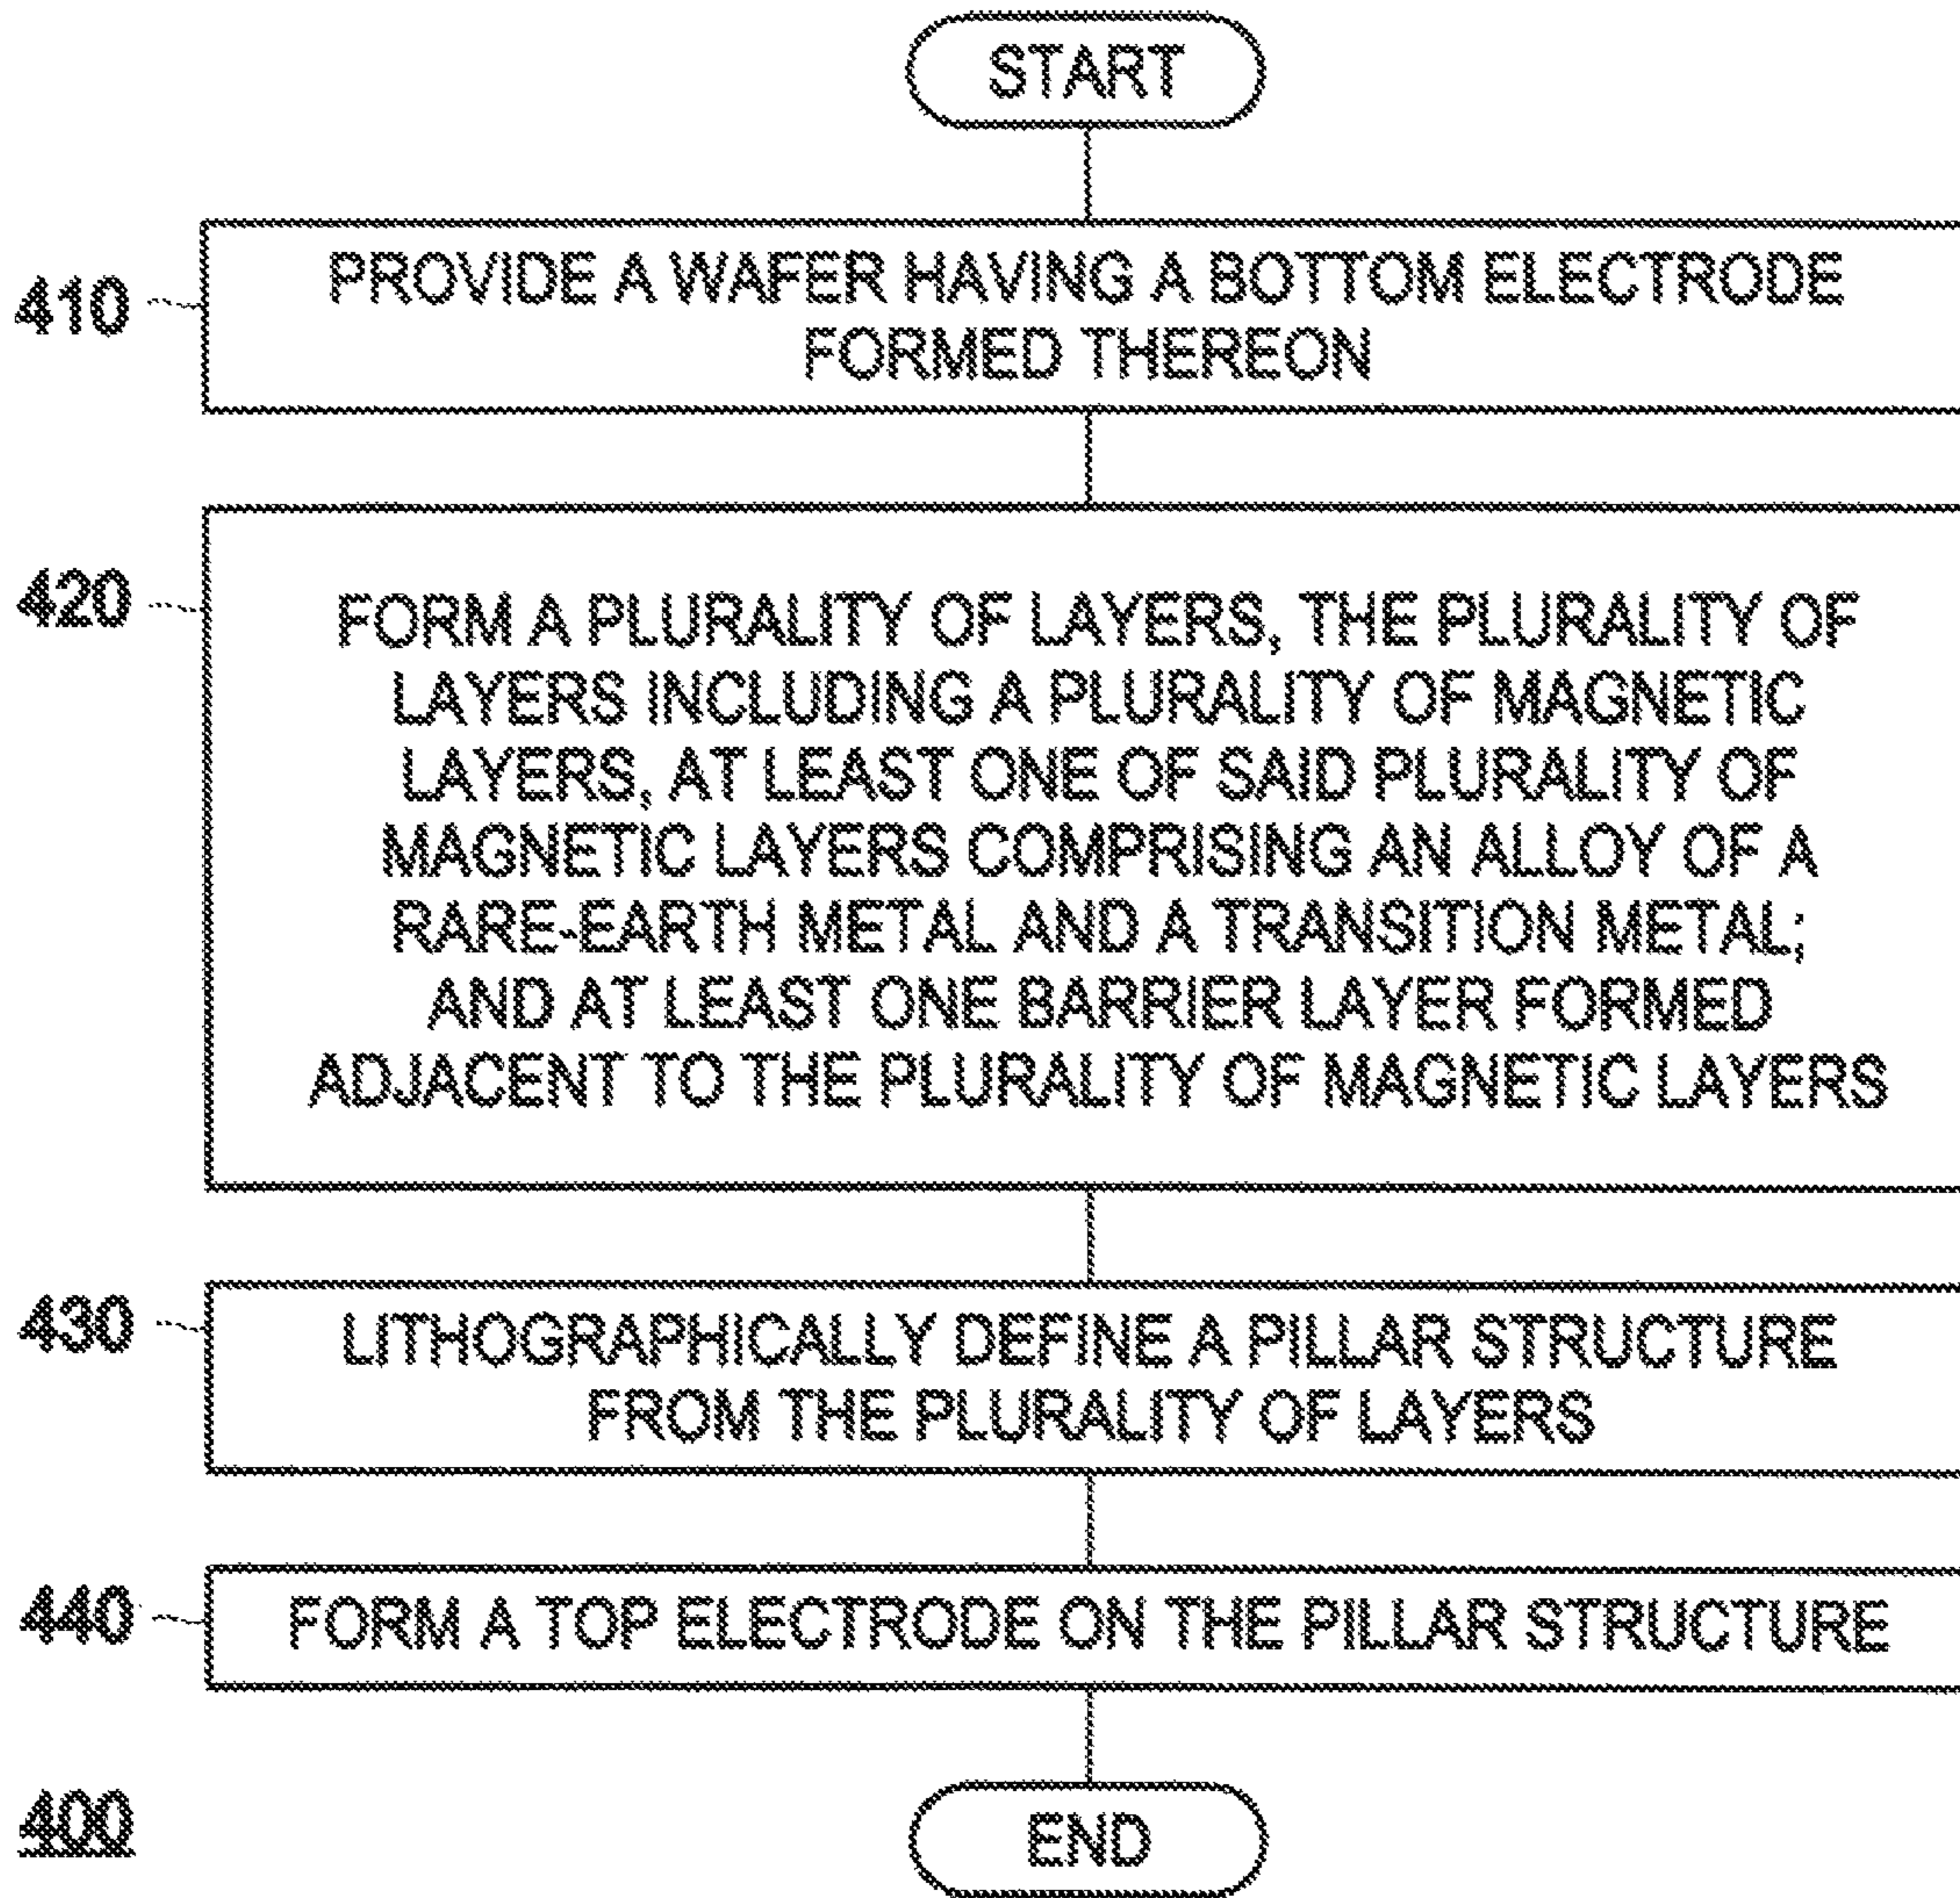 START
410
PROVIDE A WAFER HAVING A BOTTOM ELECTRODE
FORMED THEREON
420
FORM A PLURALITY OF LAYERS, THE PLURALITY OF
LAYERS INCLUDING A PLURALITY OF MAGNETIC
LAYERS, AT LEAST ONE OF SAID PLURALITY OF
MAGNETIC LAYERS COMPRISING AN ALLOY OF A
RARE-EARTH METAL AND A TRANSITION METAL;
AND AT LEAST ONE BARRIER LAYER FORMED
ADJACENT TO THE PLURALITY OF MAGNETIC LAYERS
430
LITHOGRAPHICALLY DEFINE A PILLAR STRUCTURE
FROM THE PLURALITY OF LAYERS
440
FORM A TOP ELECTRODE ON THE PILLAR STRUCTURE
400
END